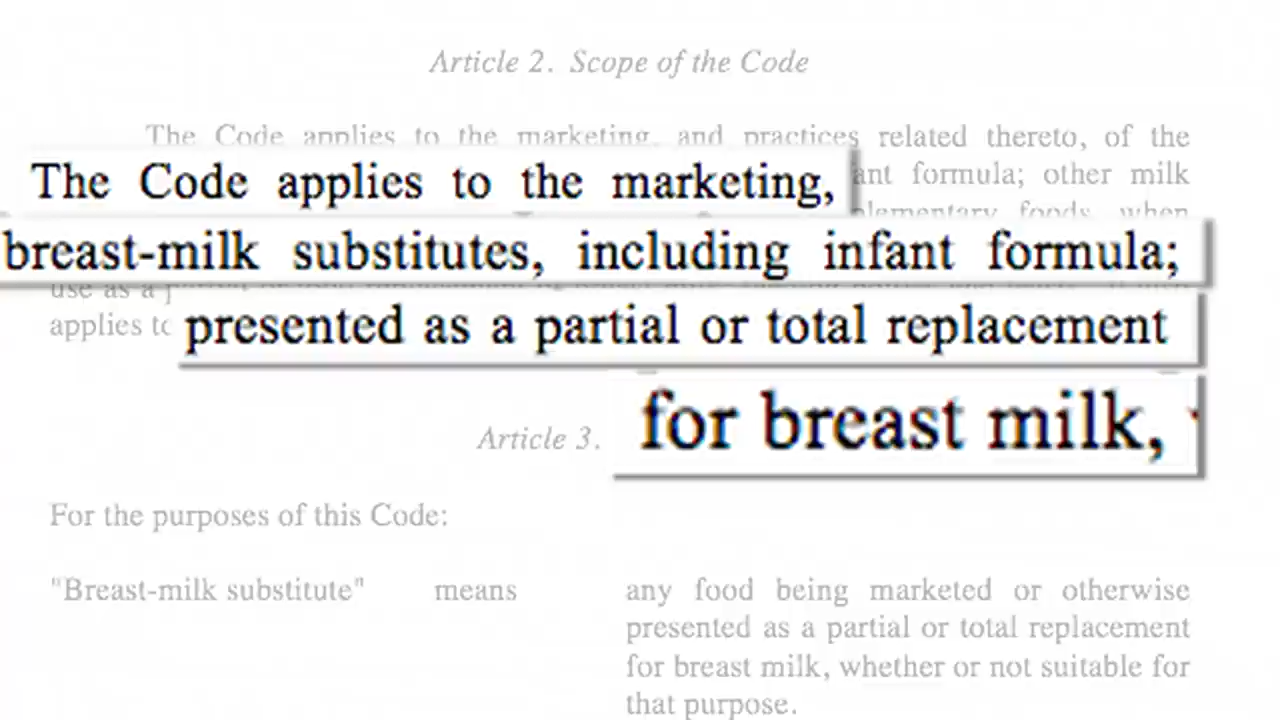 Article 2. Scope of the Code
The Code applies to the marketing, and practices related thereto, of the
The Code applies to the marketing,
formula; other milk
foods, when
breast-milk substitutes, including infant formula;
use as a
applies to
presented as a partial or total replacement
for breast milk,
Article 3.
For the purposes of this Code:
"Breast-milk substitute" means any food being marketed or otherwise
presented as a partial or total replacement
for breast milk, whether or not suitable for
that purpose.